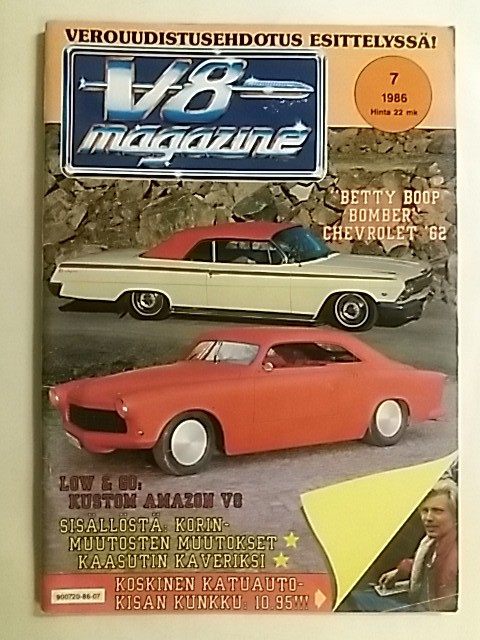 VEROUUDISTUSEHDOTUS ESITTELYSSÄ!
V8
magazine
7
1986
Hinta 22 mk
"BETTY BOOP
BOMBER"
CHEVROLET '62
LOW & GO:
KUSTOM AMAZON V8
SISÄLLÖSTÄ: KORIN-
MUUTOSTEN MUUTOKSET
KAASUTIN KAVERIKSI
KOSKINEN KATUAUTO-
KISAN KUNKKU: 10.95!!!
900720-86-07